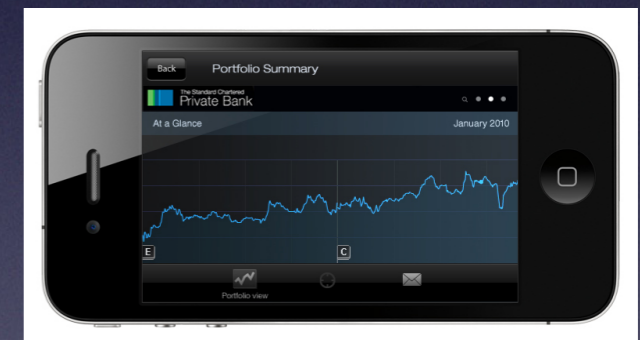 Back
Portfolio Summary
The Standard Chartered
Private Bank
At a Glance
January 2010
E
C
Portfolio view